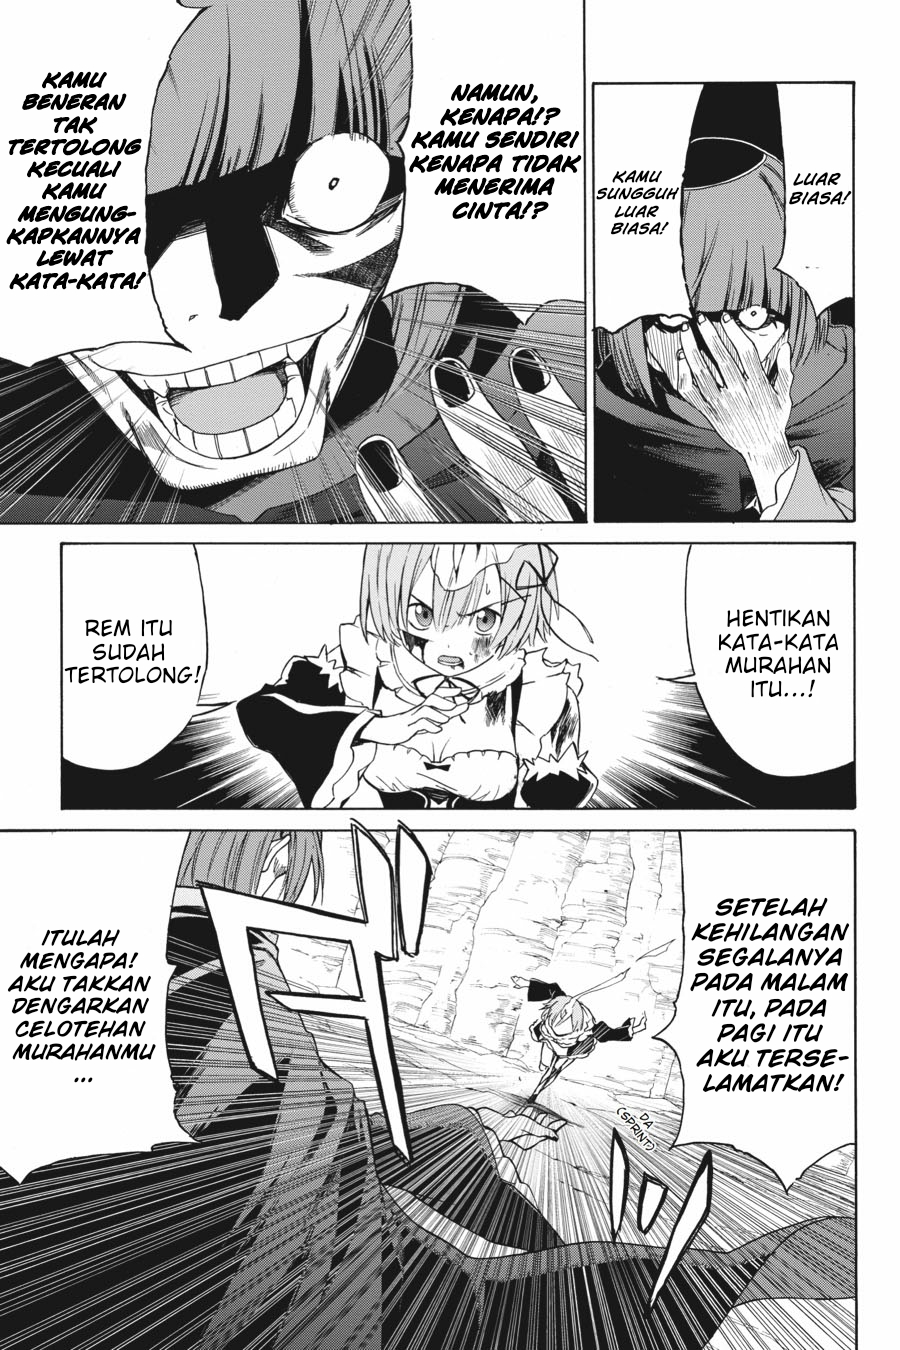 LUAR
BIASA!
KAMU
SUNGGUH
LUAR
BIASA!
NAMUN,
KENAPA!?
KAMU SENDIRI
KENAPA TIDAK
MENERIMA
CINTA!?
KAMU
BENERAN
TAK
TERTOLONG
KECUALI
KAMU
MENGUNG-
KAPKANNYA
LEWAT
KATA-KATA!
HENTIKAN
KATA-KATA
MURAHAN
ITU...!
REM ITU
SUDAH
TERTOLONG!
SETELAH
KEHILANGAN
SEGALANYA
PADA MALAM
ITU, PADA
PAGI ITU
AKU TERSE-
LAMATKAN!
ダッ
DA
(SPRINT)
ITULAH
MENGAPA!
AKU TAKKAN
DENGARKAN
CELOTEHAN
MURAHANMU
...